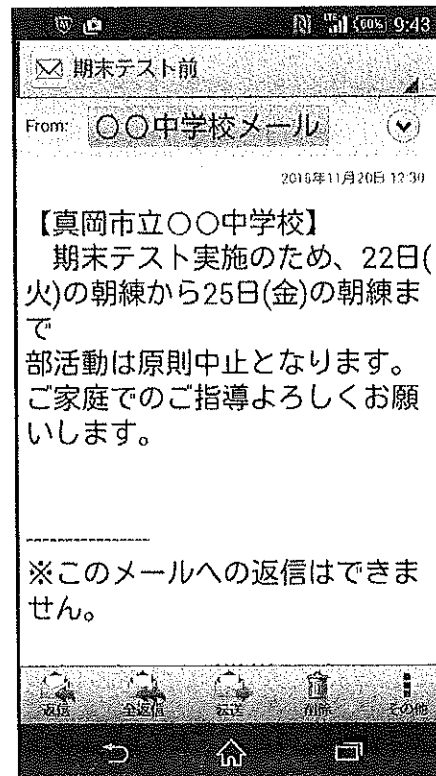 LTE 60% 9:43
期末テスト前
From: 〇〇中学校メール
2016年11月20日 12:30
【真岡市立〇〇中学校】
　期末テスト実施のため、22日(
火)の朝練から25日(金)の朝練ま
で
部活動は原則中止となります。
ご家庭でのご指導よろしくお願
いします。
----------------
※このメールへの返信はできま
せん。
返信 全返信 転送 削除 その他